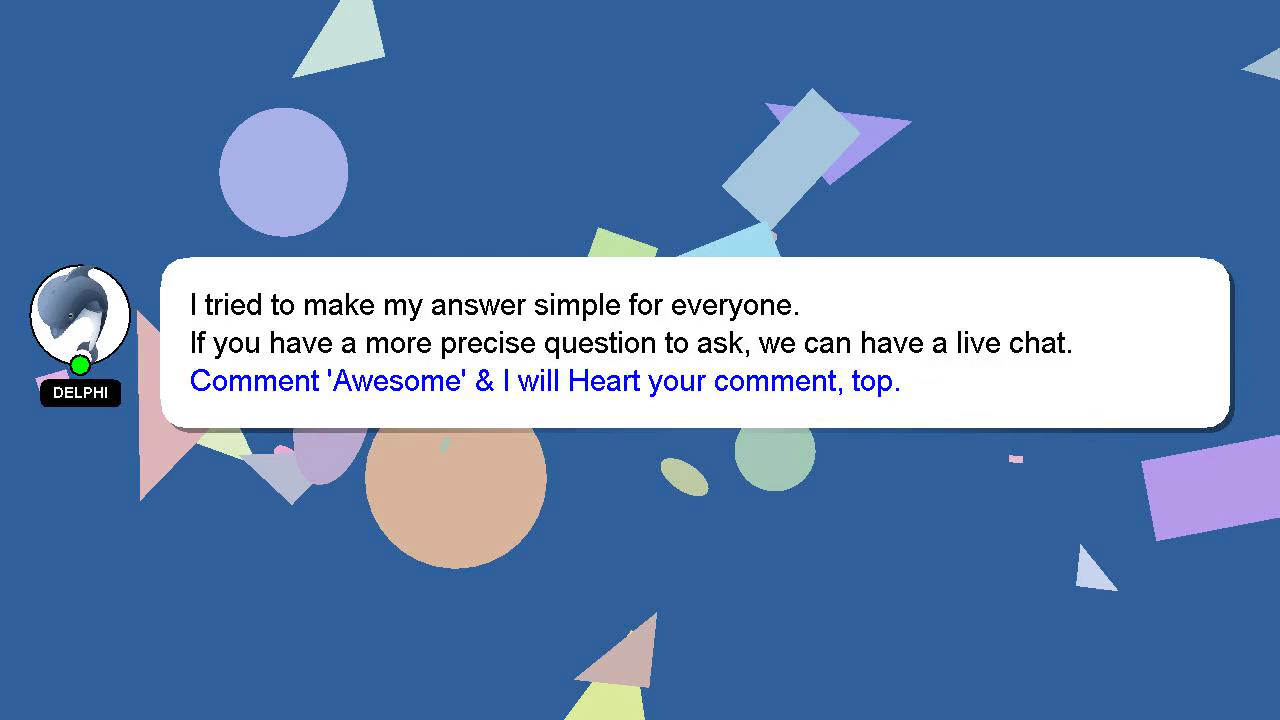 I tried to make my answer simple for everyone.
If you have a more precise question to ask, we can have a live chat.
Comment 'Awesome' & I will Heart your comment, top.
DELPHI